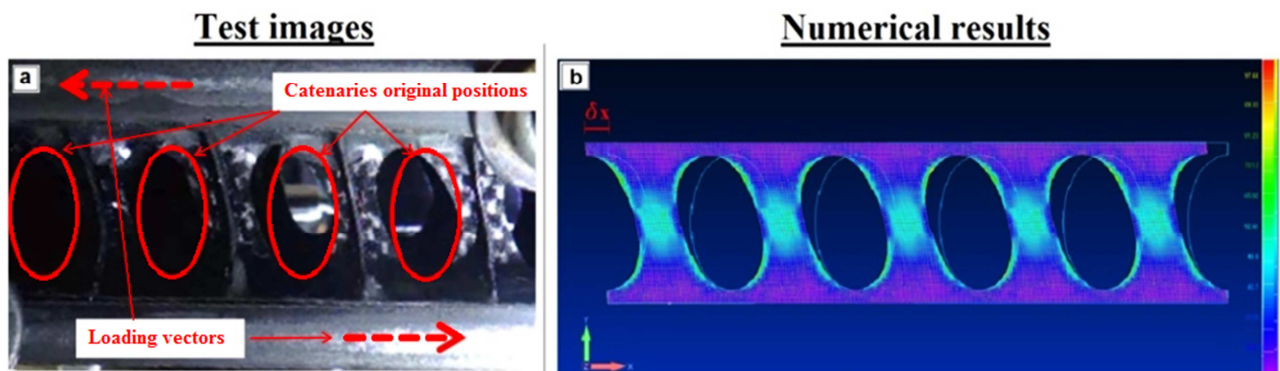 Test images
Numerical results
a
Catenaries original positions
Loading vectors
b
δx
Y
Z
X